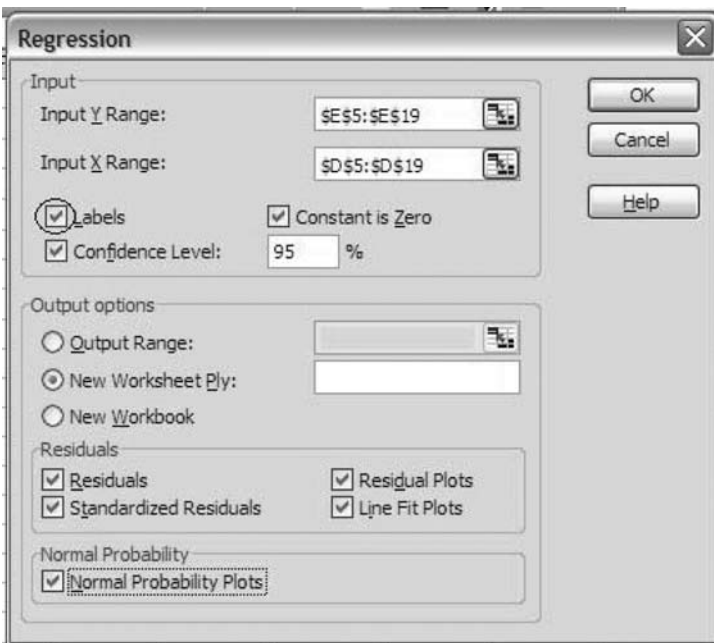 Regression
Input
Input Y Range:
$E$5:$E$19
OK
Input X Range:
$D$5:$D$19
Cancel
Labels
Constant is Zero
Help
Confidence Level:
95
%
Output options
Output Range:
New Worksheet Ply:
New Workbook
Residuals
Residuals
Residual Plots
Standardized Residuals
Line Fit Plots
Normal Probability
Normal Probability Plots